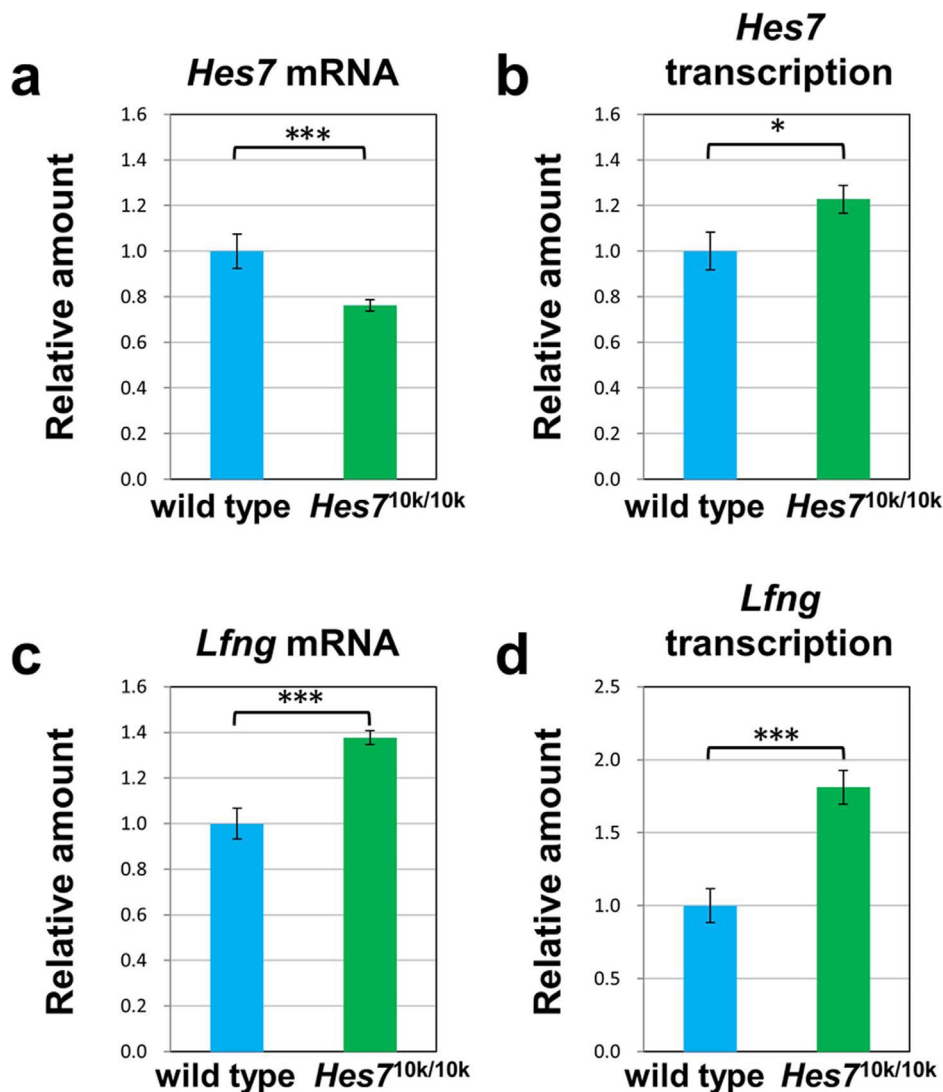 a
Hes7 mRNA
Relative amount
1.6
1.4
1.2
1.0
0.8
0.6
0.4
0.2
0.0
***
wild type Hes710k/10k
b
Hes7
transcription
Relative amount
1.6
1.4
1.2
1.0
0.8
0.6
0.4
0.2
0.0
*
wild type Hes710k/10k
c
Lfng mRNA
Relative amount
1.6
1.4
1.2
1.0
0.8
0.6
0.4
0.2
0.0
***
wild type Hes710k/10k
d
Lfng
transcription
Relative amount
2.5
2.0
1.5
1.0
0.5
0.0
***
wild type Hes710k/10k